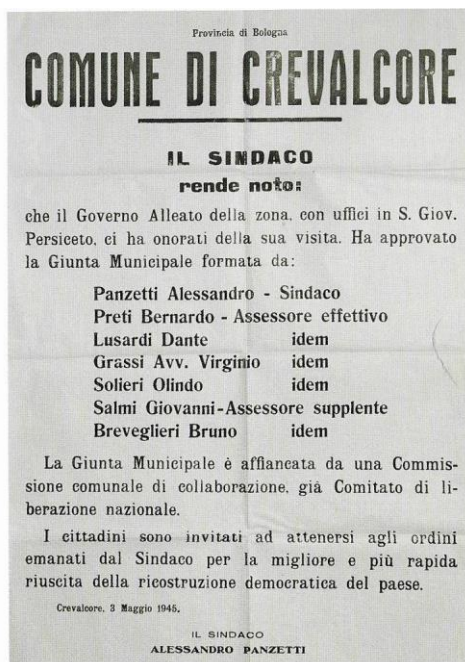 Provincia di Bologna
COMUNE DI CREVALCORE
IL SINDACO
rende noto:
che il Governo Alleato della zona, con uffici in S. Giov.
Persiceto, ci ha onorati della sua visita. Ha approvato
la Giunta Municipale formata da:
Panzetti Alessandro - Sindaco
Preti Bernardo - Assessore effettivo
Lusardi Dante idem
Grassi Avv. Virginio idem
Solieri Olindo idem
Salmi Giovanni-Assessore supplente
Breveglieri Bruno idem
La Giunta Municipale è affiancata da una Commis-
sione comunale di collaborazione, già Comitato di li-
berazione nazionale.
I cittadini sono invitati ad attenersi agli ordini
emanati dal Sindaco per la migliore e più rapida
riuscita della ricostruzione democratica del paese.
Crevalcore, 3 Maggio 1945.
IL SINDACO
ALESSANDRO PANZETTI